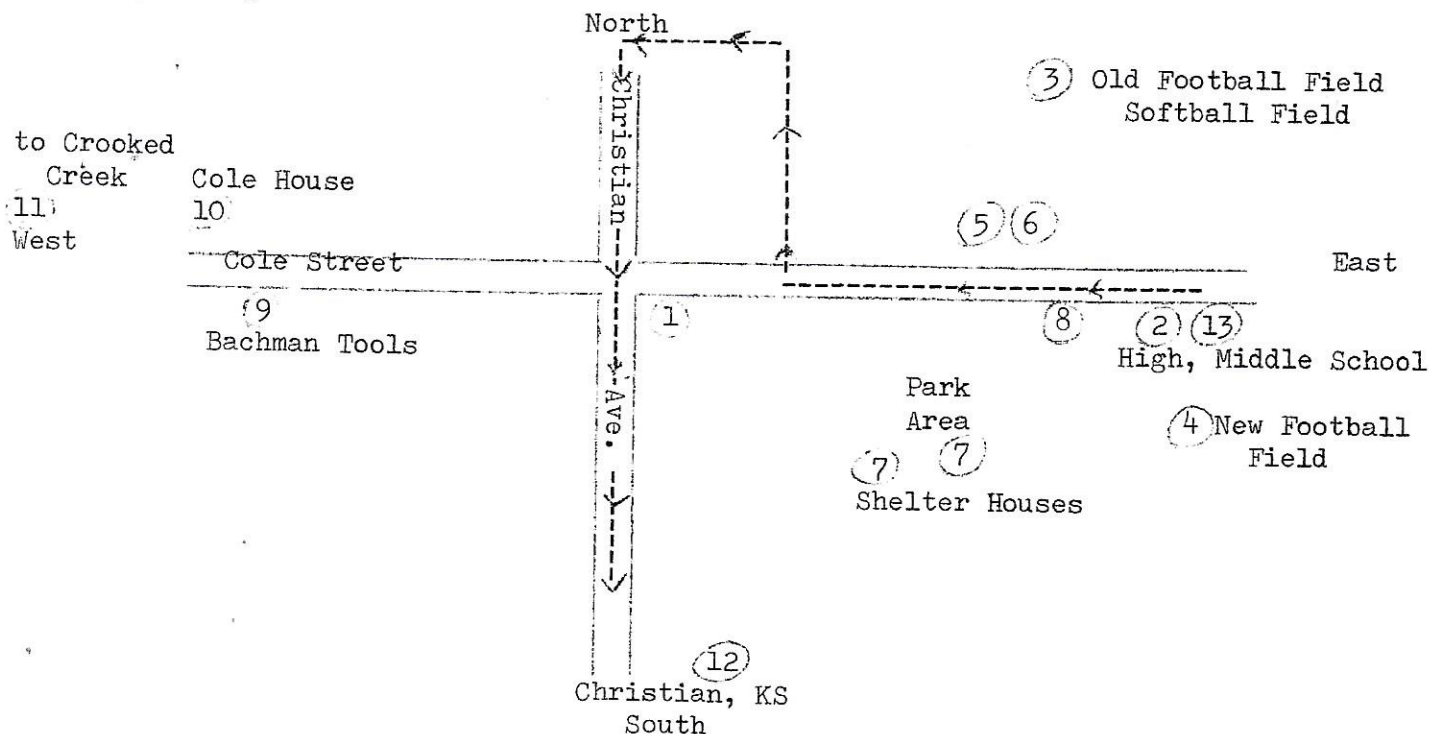 North
③ Old Football Field
Softball Field
Christian
to Crooked
Creek
11
West
Cole House
10
⑤ ⑥
Cole Street
East
9
Bachman Tools
①
⑧
② ⑬
High, Middle School
Ave.
Park
Area
④ New Football
Field
⑦ ⑦
Shelter Houses
⑫
Christian, KS
South